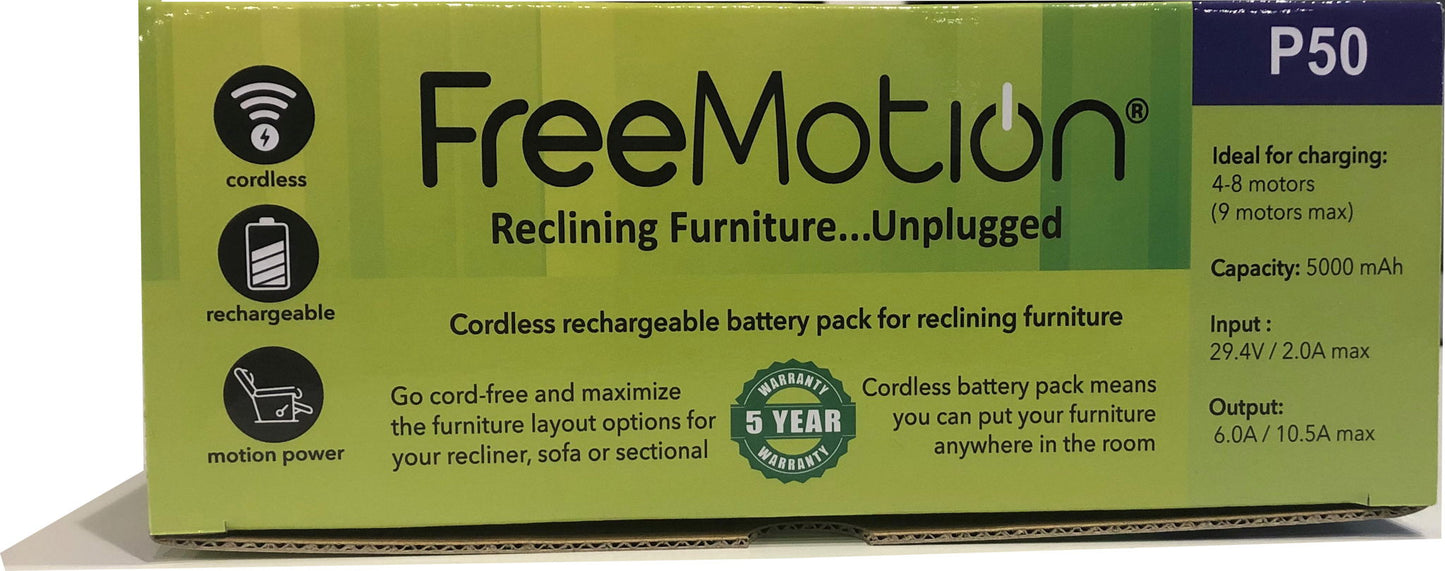 cordless
rechargeable
motion power
FreeMotion®
Reclining Furniture...Unplugged
Cordless rechargeable battery pack for reclining furniture
Go cord-free and maximize
the furniture layout options for
your recliner, sofa or sectional
WARRANTY
5 YEAR
WARRANTY
Cordless battery pack means
you can put your furniture
anywhere in the room
P50
Ideal for charging:
4-8 motors
(9 motors max)
Capacity: 5000 mAh
Input :
29.4V / 2.0A max
Output:
6.0A / 10.5A max